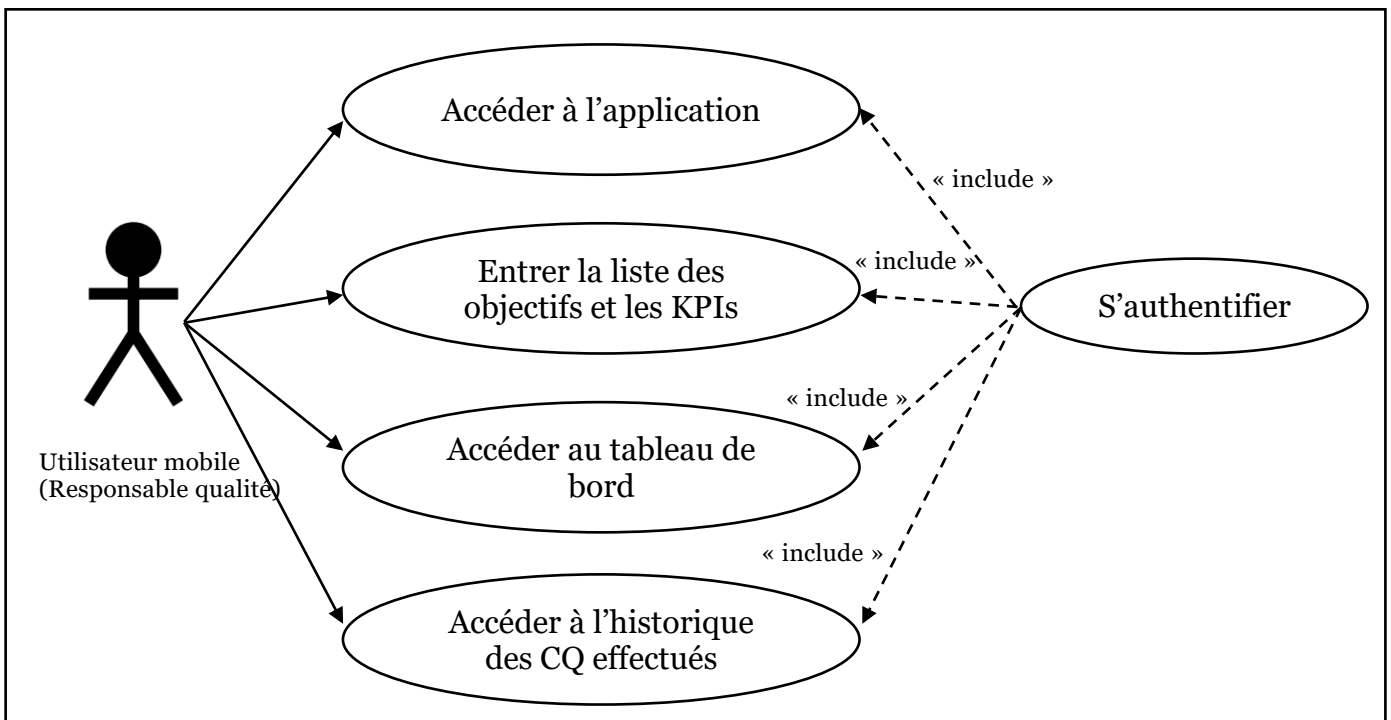 Accéder à l’application
« include »
Entrer la liste des
objectifs et les KPIs
« include »
S’authentifier
Utilisateur mobile
(Responsable qualité)
Accéder au tableau de
bord
« include »
« include »
Accéder à l’historique
des CQ effectués